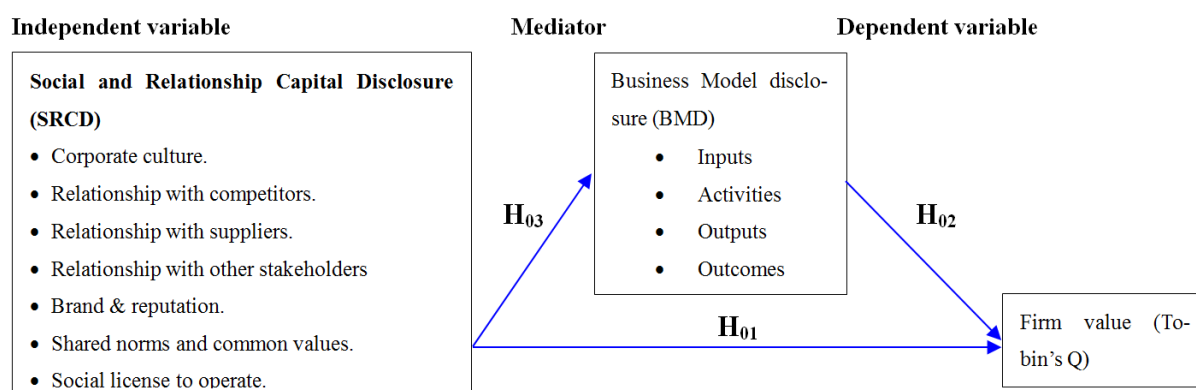 Independent variable
Mediator
Dependent variable
Social and Relationship Capital Disclosure
(SRCD)
• Corporate culture.
• Relationship with competitors.
• Relationship with suppliers.
• Relationship with other stakeholders
• Brand & reputation.
• Shared norms and common values.
• Social license to operate.
H03
Business Model disclo-
sure (BMD)
• Inputs
• Activities
• Outputs
• Outcomes
H02
H01
Firm value (To-
bin’s Q)